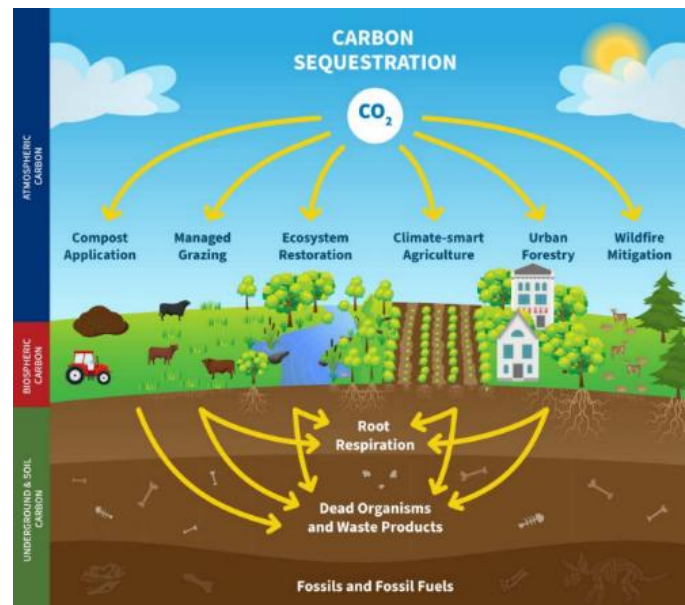 CARBON
SEQUESTRATION
CO₂
ATMOSPHERIC
CARBON
Compost
Application
Managed
Grazing
Ecosystem
Restoration
Climate-smart
Agriculture
Urban
Forestry
Wildfire
Mitigation
BIOSPHERIC
CARBON
Root
Respiration
UNDERGROUND & SOIL
CARBON
Dead Organisms
and Waste Products
Fossils and Fossil Fuels